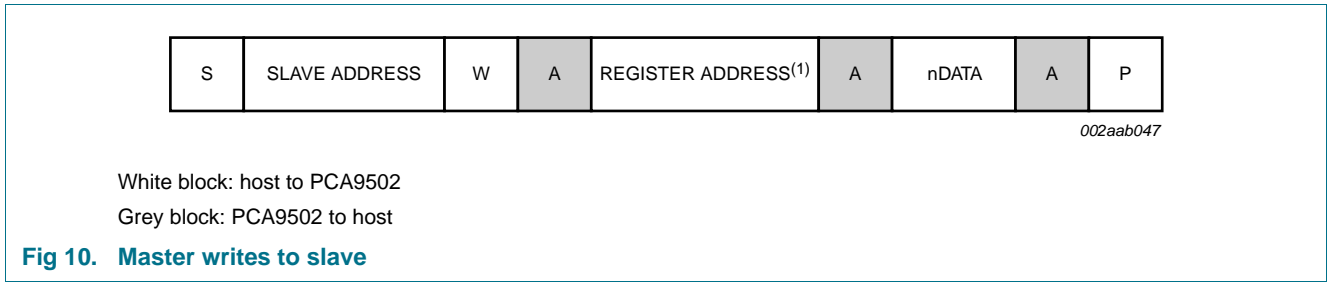 S SLAVE ADDRESS W A REGISTER ADDRESS(1) A nDATA A P
002aab047
White block: host to PCA9502
Grey block: PCA9502 to host
Fig 10. Master writes to slave